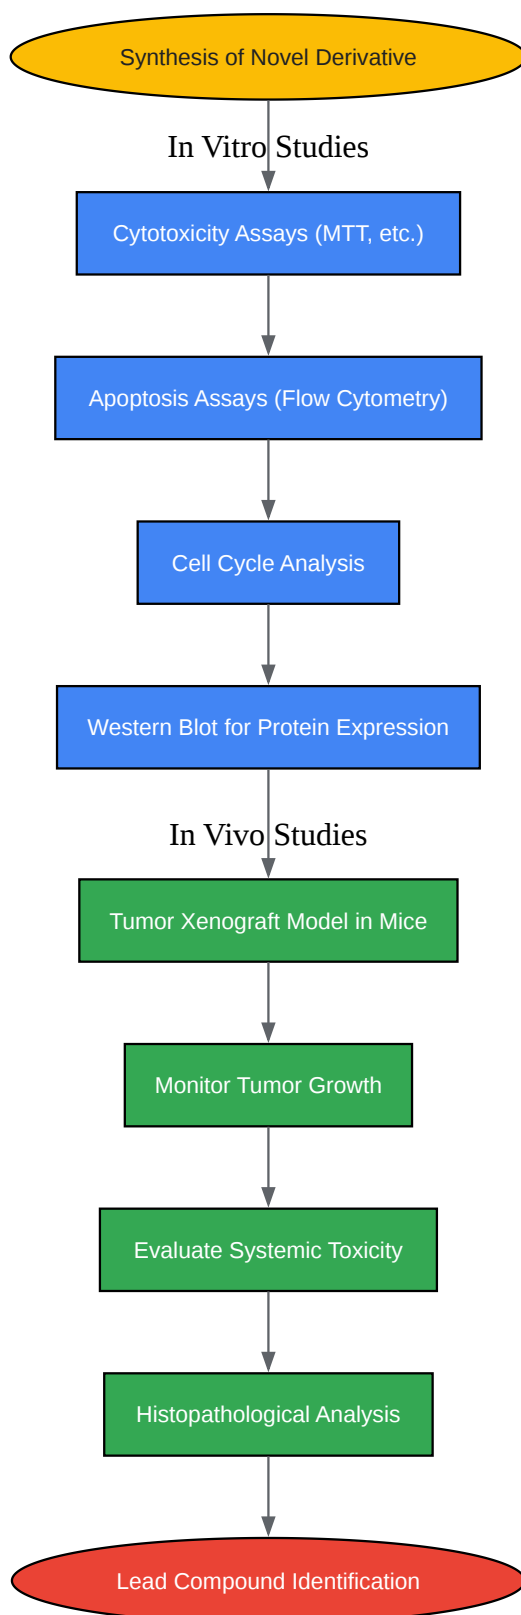 Synthesis of Novel Derivative
In Vitro Studies
Cytotoxicity Assays (MTT, etc.)
Apoptosis Assays (Flow Cytometry)
Cell Cycle Analysis
Western Blot for Protein Expression
In Vivo Studies
Tumor Xenograft Model in Mice
Monitor Tumor Growth
Evaluate Systemic Toxicity
Histopathological Analysis
Lead Compound Identification